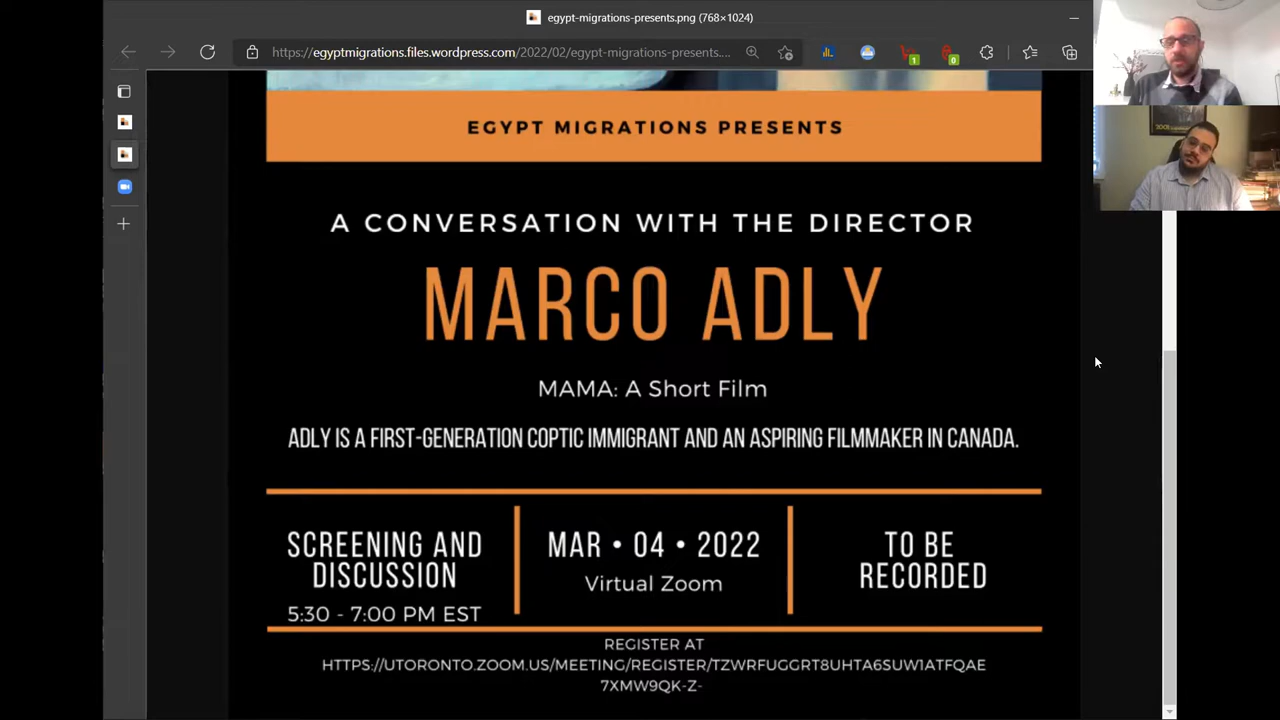 egypt-migrations-presents.png (768×1024)
https://egyptmigrations.files.wordpress.com/2022/02/egypt-migrations-presents....
1
0
EGYPT MIGRATIONS PRESENTS
A CONVERSATION WITH THE DIRECTOR
MARCO ADLY
MAMA: A Short Film
ADLY IS A FIRST-GENERATION COPTIC IMMIGRANT AND AN ASPIRING FILMMAKER IN CANADA.
SCREENING AND
DISCUSSION
5:30 - 7:00 PM EST
MAR • 04 • 2022
Virtual Zoom
TO BE
RECORDED
REGISTER AT
HTTPS://UTORONTO.ZOOM.US/MEETING/REGISTER/TZWRFUGGRT8UHTA6SUW1ATFQAE
7XMW9QK-Z-